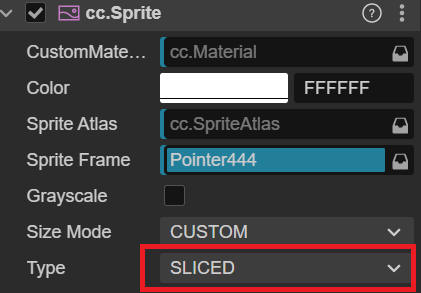 cc.Sprite
CustomMate... cc.Material
Color FFFFFF
Sprite Atlas cc.SpriteAtlas
Sprite Frame Pointer444
Grayscale
Size Mode CUSTOM
Type SLICED